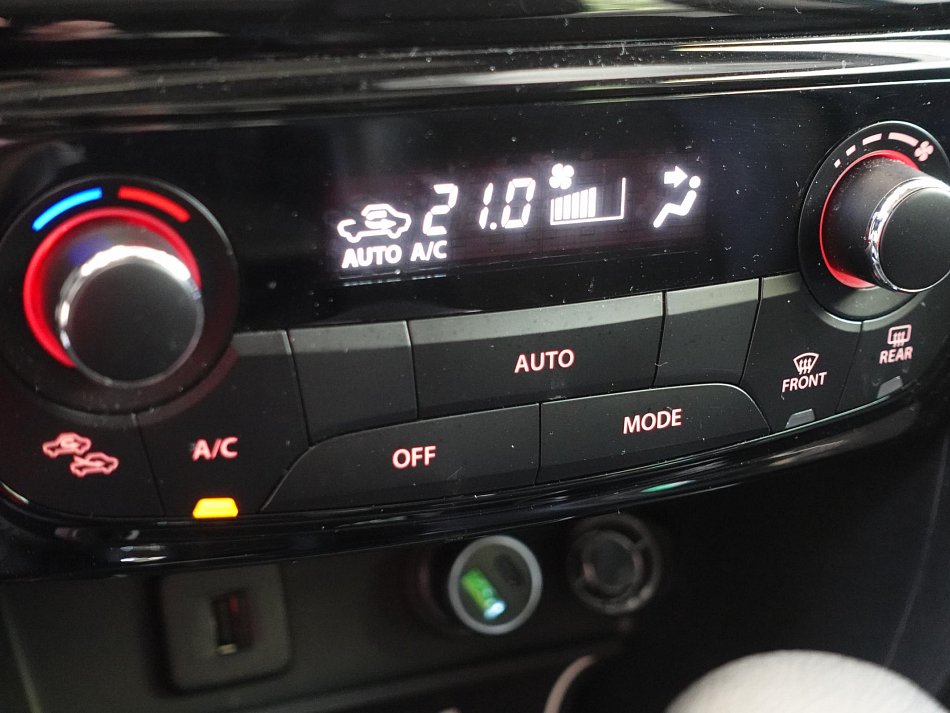 21.0
AUTO A/C
AUTO
FRONT
REAR
A/C
OFF
MODE